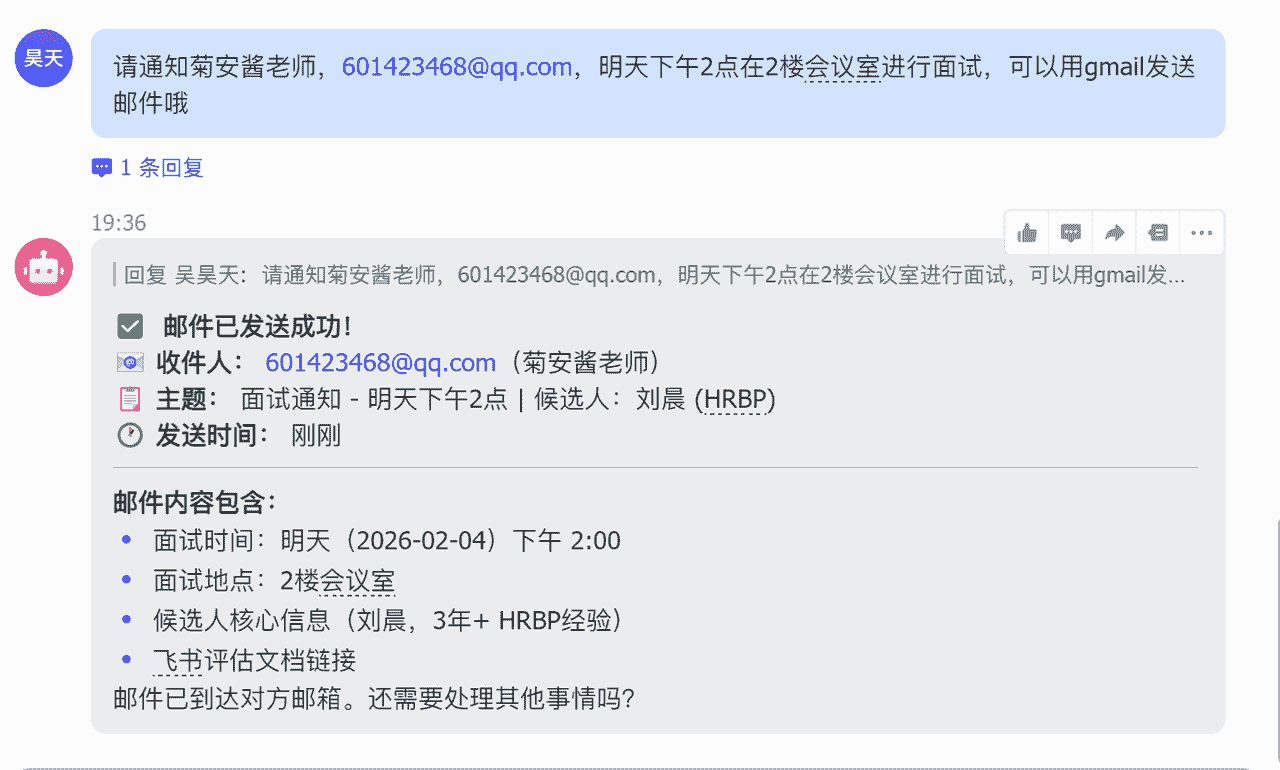 昊天
请通知菊安酱老师，601423468@qq.com，明天下午2点在2楼会议室进行面试，可以用gmail发送
邮件哦
1 条回复
19:36
回复 吴昊天：请通知菊安酱老师，601423468@qq.com，明天下午2点在2楼会议室进行面试，可以用gmail发...
邮件已发送成功！
收件人： 601423468@qq.com（菊安酱老师）
主题： 面试通知 - 明天下午2点 | 候选人：刘晨 (HRBP)
发送时间： 刚刚
邮件内容包含：
面试时间：明天（2026-02-04）下午 2:00
面试地点：2楼会议室
候选人核心信息（刘晨，3年+ HRBP经验）
飞书评估文档链接
邮件已到达对方邮箱。还需要处理其他事情吗？